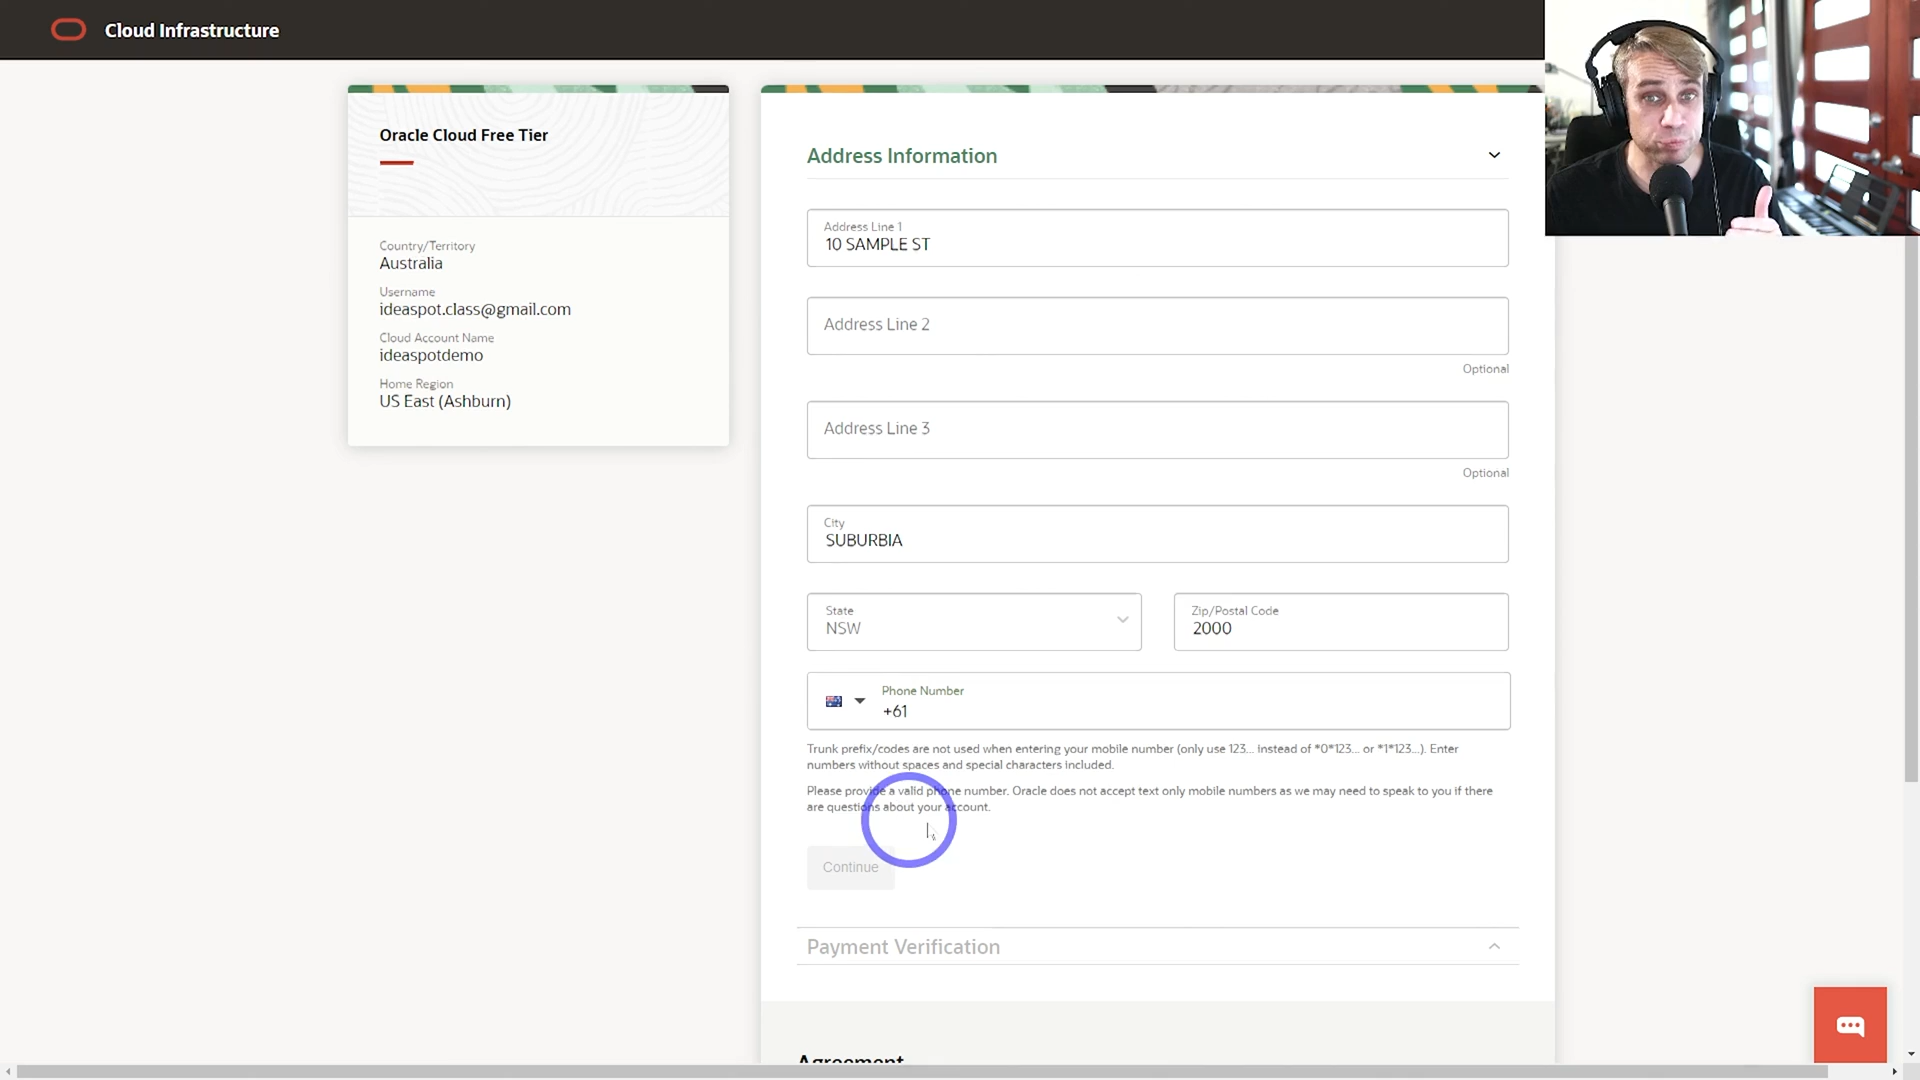 Cloud Infrastructure
Oracle Cloud Free Tier
Country/Territory
Australia
Username
ideaspot.class@gmail.com
Cloud Account Name
ideaspotdemo
Home Region
US East (Ashburn)
Address Information
Address Line 1
10 SAMPLE ST
Address Line 2
Optional
Address Line 3
Optional
City
SUBURBIA
State
NSW
Zip/Postal Code
2000
Phone Number
+61
Trunk prefix/codes are not used when entering your mobile number (only use 123... instead of *0*123... or *1*123...). Enter
numbers without spaces and special characters included.
Please provide a valid phone number. Oracle does not accept text only mobile numbers as we may need to speak to you if there
are questions about your account.
Continue
Payment Verification
Agreement